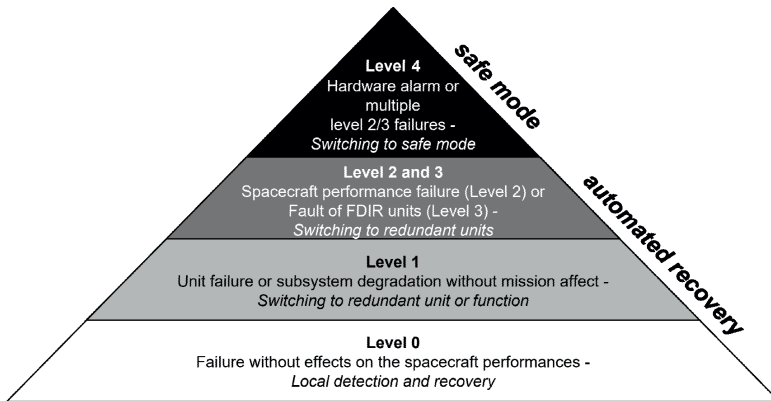 Level 4
Hardware alarm or
multiple
level 2/3 failures -
Switching to safe mode
safe mode
Level 2 and 3
Spacecraft performance failure (Level 2) or
Fault of FDIR units (Level 3) -
Switching to redundant units
automated recovery
Level 1
Unit failure or subsystem degradation without mission affect -
Switching to redundant unit or function
Level 0
Failure without effects on the spacecraft performances -
Local detection and recovery